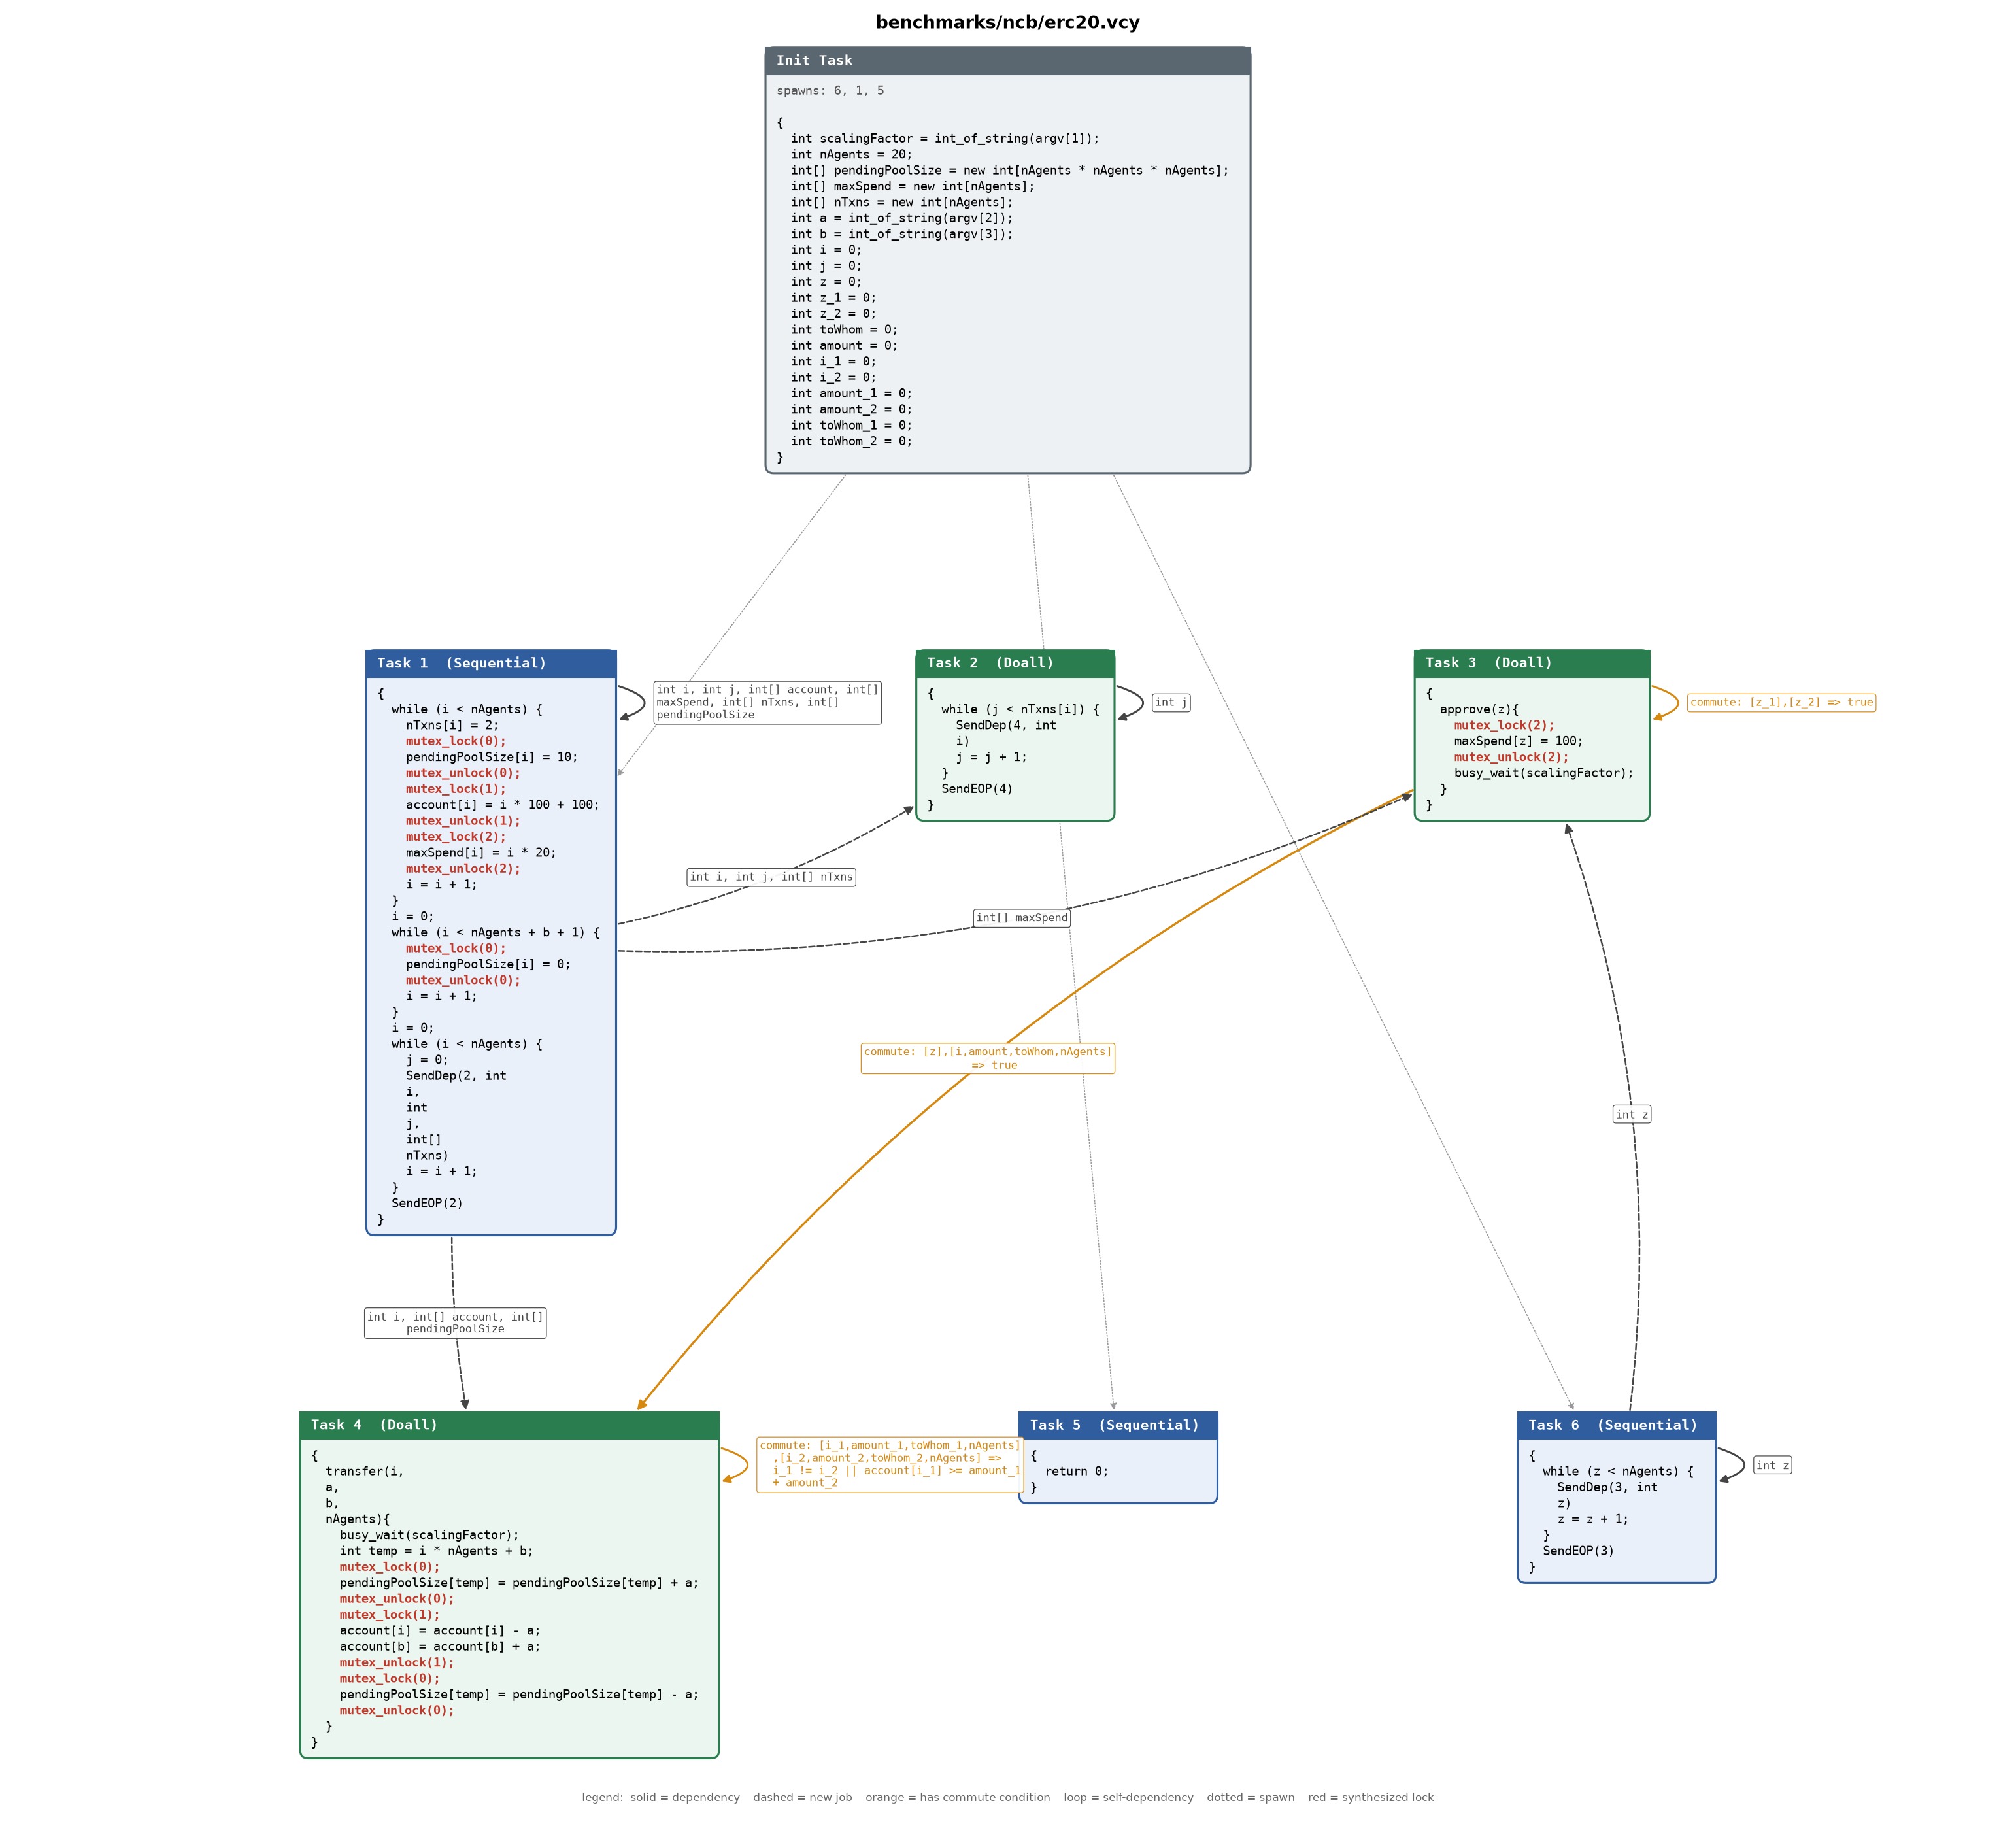 benchmarks/ncb/erc20.vcy
Init Task
spawns: 6, 1, 5
{
  int scalingFactor = int_of_string(argv[1]);
  int nAgents = 20;
  int[] pendingPoolSize = new int[nAgents * nAgents * nAgents];
  int[] maxSpend = new int[nAgents];
  int[] nTxns = new int[nAgents];
  int a = int_of_string(argv[2]);
  int b = int_of_string(argv[3]);
  int i = 0;
  int j = 0;
  int z = 0;
  int z_1 = 0;
  int z_2 = 0;
  int toWhom = 0;
  int amount = 0;
  int i_1 = 0;
  int i_2 = 0;
  int amount_1 = 0;
  int amount_2 = 0;
  int toWhom_1 = 0;
  int toWhom_2 = 0;
}
Task 1  (Sequential)
{
  while (i < nAgents) {
    nTxns[i] = 2;
    mutex_lock(0);
    pendingPoolSize[i] = 10;
    mutex_unlock(0);
    mutex_lock(1);
    account[i] = i * 100 + 100;
    mutex_unlock(1);
    mutex_lock(2);
    maxSpend[i] = i * 20;
    mutex_unlock(2);
    i = i + 1;
  }
  i = 0;
  while (i < nAgents + b + 1) {
    mutex_lock(0);
    pendingPoolSize[i] = 0;
    mutex_unlock(0);
    i = i + 1;
  }
  i = 0;
  while (i < nAgents) {
    j = 0;
    SendDep(2, int
    i,
    int
    j,
    int[]
    nTxns)
    i = i + 1;
  }
  SendEOP(2)
}
int i, int j, int[] account, int[]
maxSpend, int[] nTxns, int[]
pendingPoolSize
Task 2  (Doall)
{
  while (j < nTxns[i]) {
    SendDep(4, int
    i)
    j = j + 1;
  }
  SendEOP(4)
}
int j
Task 3  (Doall)
{
  approve(z){
    mutex_lock(2);
    maxSpend[z] = 100;
    mutex_unlock(2);
    busy_wait(scalingFactor);
  }
}
commute: [z_1],[z_2] => true
int i, int j, int[] nTxns
int[] maxSpend
commute: [z],[i,amount,toWhom,nAgents]
=> true
int z
int i, int[] account, int[]
pendingPoolSize
Task 4  (Doall)
{
  transfer(i,
  a,
  b,
  nAgents){
    busy_wait(scalingFactor);
    int temp = i * nAgents + b;
    mutex_lock(0);
    pendingPoolSize[temp] = pendingPoolSize[temp] + a;
    mutex_unlock(0);
    mutex_lock(1);
    account[i] = account[i] - a;
    account[b] = account[b] + a;
    mutex_unlock(1);
    mutex_lock(0);
    pendingPoolSize[temp] = pendingPoolSize[temp] - a;
    mutex_unlock(0);
  }
}
commute: [i_1,amount_1,toWhom_1,nAgents]
  ,[i_2,amount_2,toWhom_2,nAgents] =>
  i_1 != i_2 || account[i_1] >= amount_1
  + amount_2
Task 5  (Sequential)
{
  return 0;
}
Task 6  (Sequential)
{
  while (z < nAgents) {
    SendDep(3, int
    z)
    z = z + 1;
  }
  SendEOP(3)
}
int z
legend:  solid = dependency    dashed = new job    orange = has commute condition    loop = self-dependency    dotted = spawn    red = synthesized lock